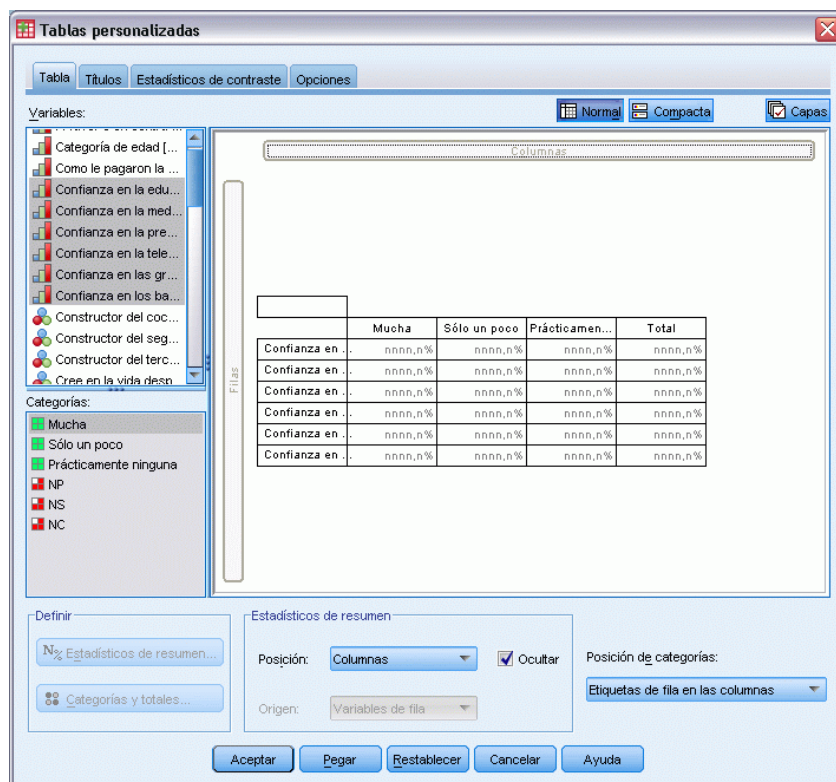 Tablas personalizadas
Tabla
Títulos
Estadísticos de contraste
Opciones
Variables:
Normal
Compacta
Capas
Categoría de edad [...
Como le pagaron la ...
Confianza en la edu...
Confianza en la med...
Confianza en la pre...
Confianza en la tele...
Confianza en las gr...
Confianza en los ba...
Constructor del coc...
Constructor del seg...
Constructor del terc...
Cree en la vida desp
Categorías:
Mucha
Sólo un poco
Prácticamente ninguna
NP
NS
NC
Columnas
Filas
Mucha Sólo un poco Prácticamen... Total
Confianza en ... nnnn,n% nnnn,n% nnnn,n% nnnn,n%
Confianza en ... nnnn,n% nnnn,n% nnnn,n% nnnn,n%
Confianza en ... nnnn,n% nnnn,n% nnnn,n% nnnn,n%
Confianza en ... nnnn,n% nnnn,n% nnnn,n% nnnn,n%
Confianza en ... nnnn,n% nnnn,n% nnnn,n% nnnn,n%
Confianza en ... nnnn,n% nnnn,n% nnnn,n% nnnn,n%
Definir
N% Estadísticos de resumen...
Categorías y totales...
Estadísticos de resumen
Posición: Columnas
Ocultar
Origen: Variables de fila
Posición de categorías:
Etiquetas de fila en las columnas
Aceptar
Pegar
Restablecer
Cancelar
Ayuda